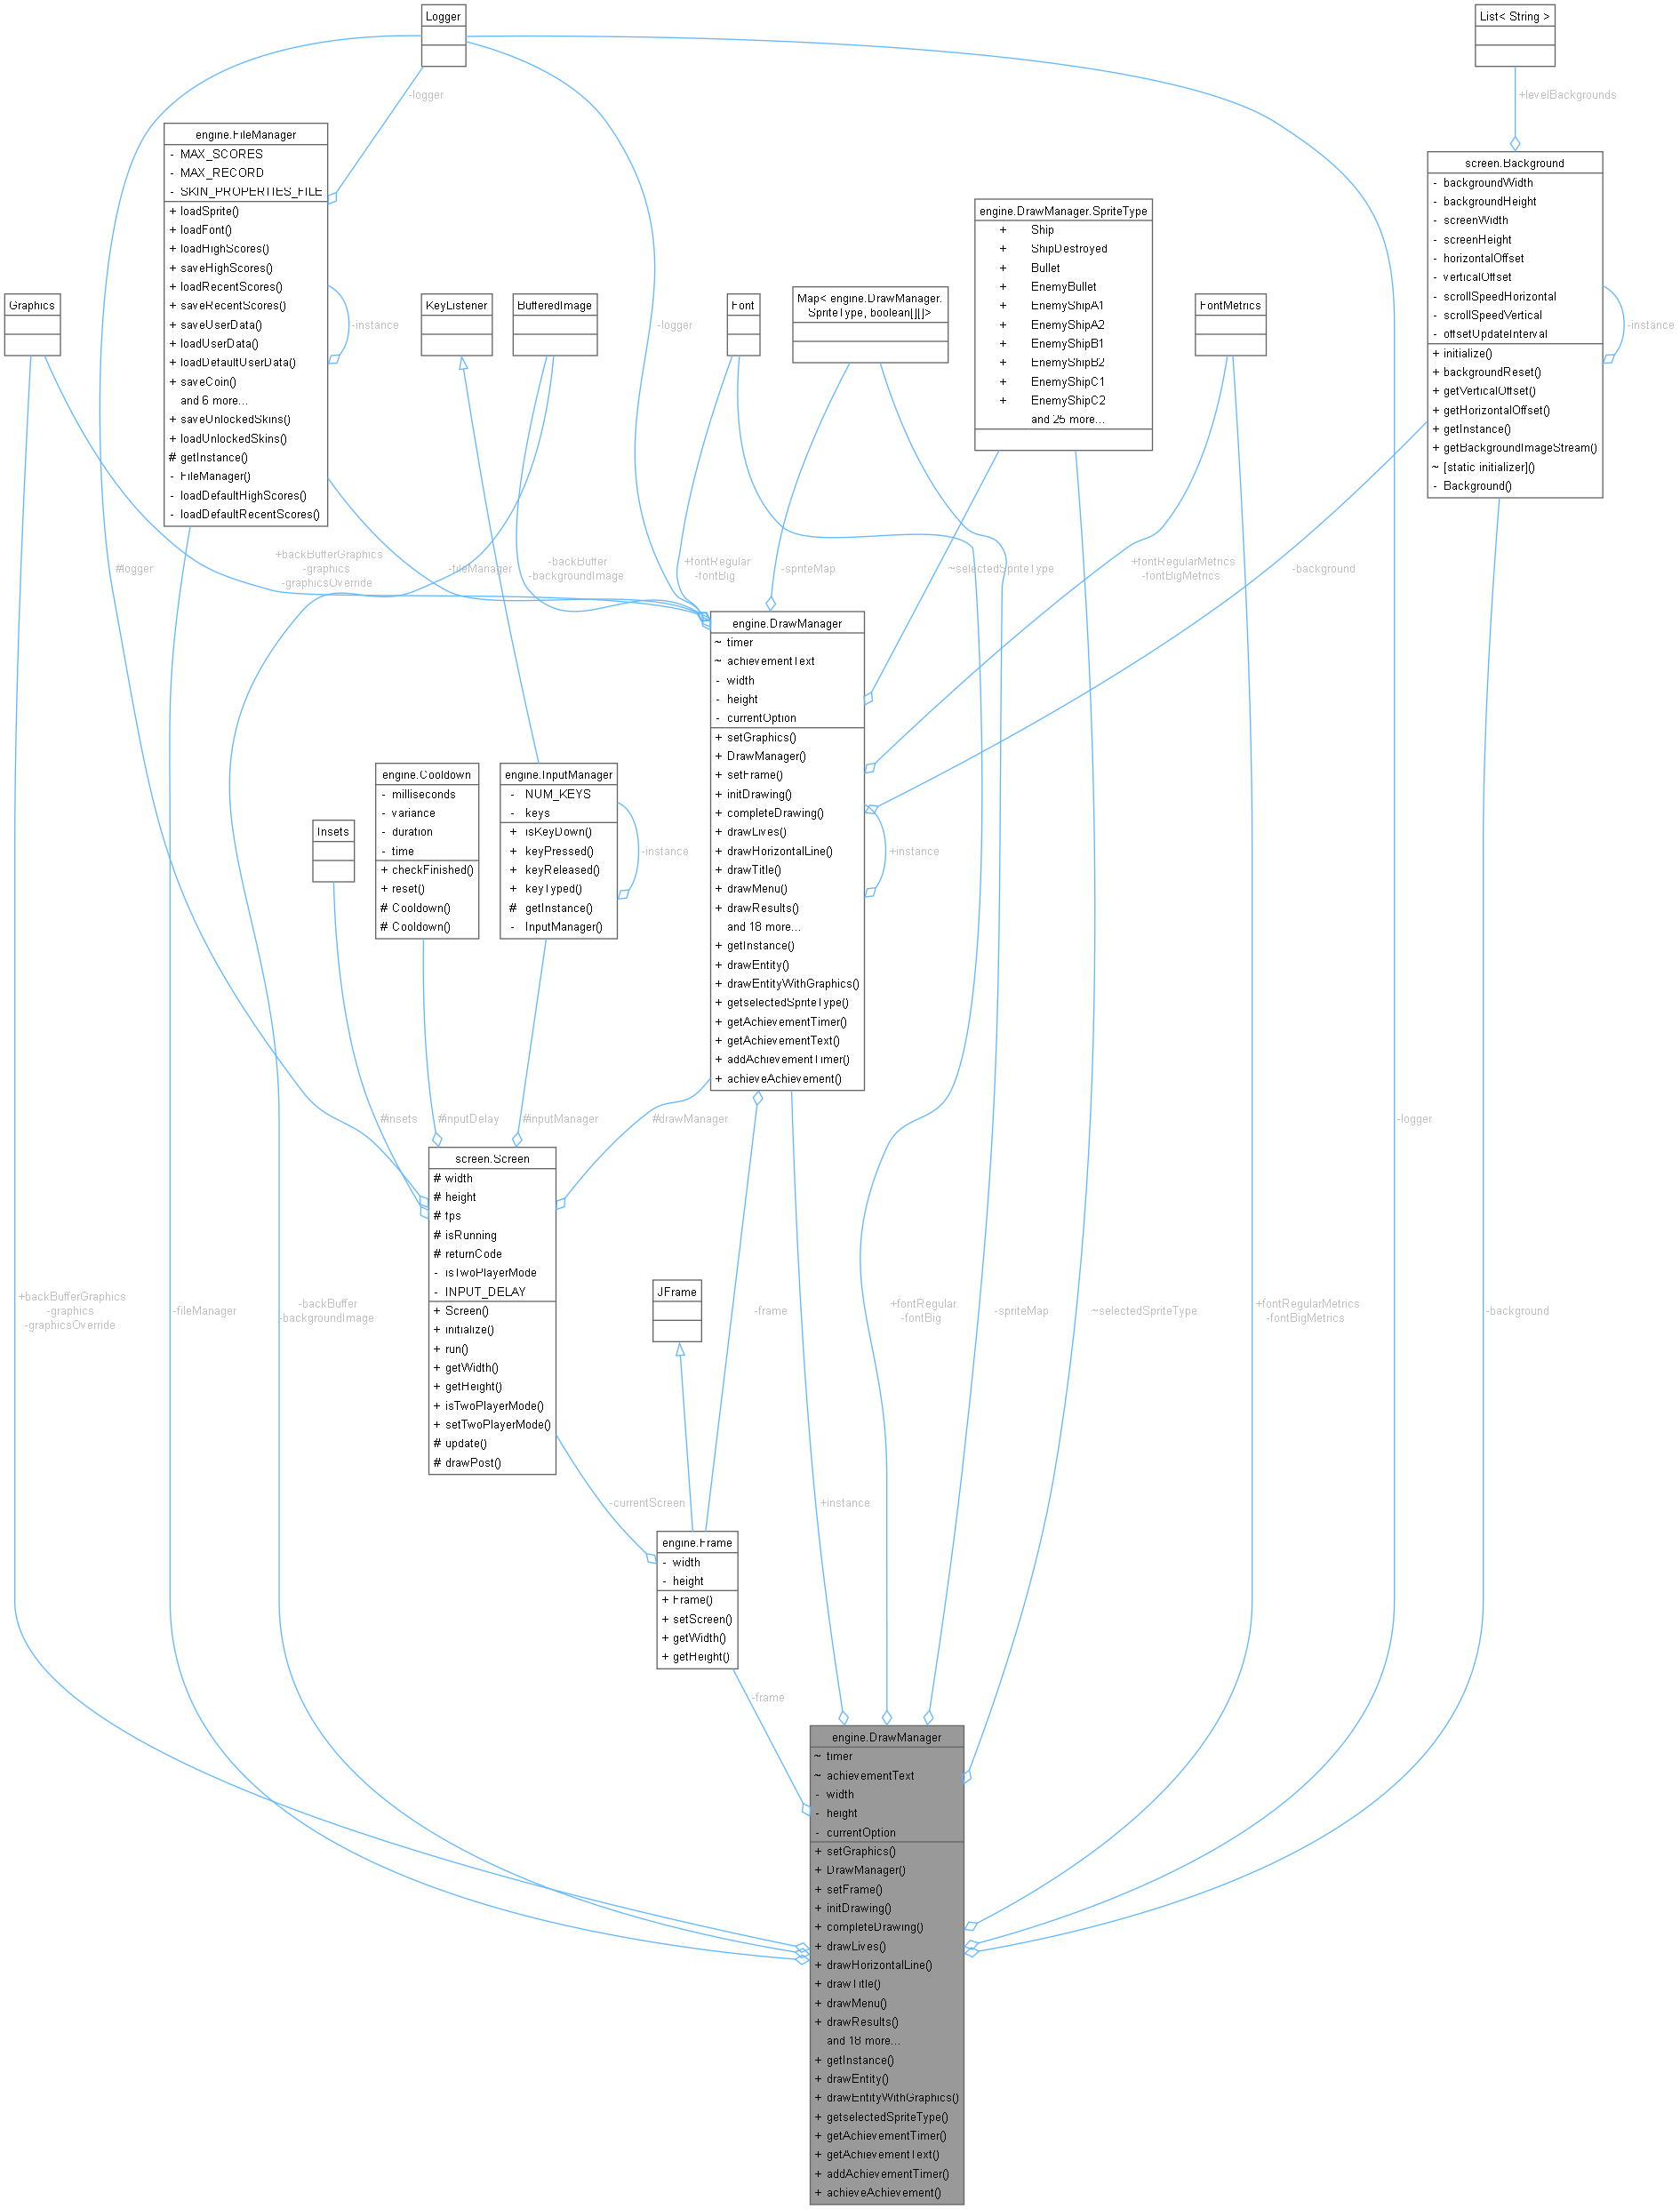 Logger
List< String >
-logger
+levelBackgrounds
engine.FileManager
- MAX_SCORES
- MAX_RECORD
- SKIN_PROPERTIES_FILE
+ loadSprite()
+ loadFont()
+ loadHighScores()
+ saveHighScores()
+ loadRecentScores()
+ saveRecentScores()
+ saveUserData()
+ loadUserData()
+ loadDefaultUserData()
+ saveCoin()
and 6 more...
+ saveUnlockedSkins()
+ loadUnlockedSkins()
# getInstance()
- FileManager()
- loadDefaultHighScores()
- loadDefaultRecentScores()
-instance
screen.Background
- backgroundWidth
- backgroundHeight
- screenWidth
- screenHeight
- horizontalOffset
- verticalOffset
- scrollSpeedHorizontal
- scrollSpeedVertical
- offsetUpdateInterval
+ initialize()
+ backgroundReset()
+ getVerticalOffset()
+ getHorizontalOffset()
+ getInstance()
+ getBackgroundImageStream()
~ [static initializer]()
- Background()
-instance
engine.DrawManager.SpriteType
+ Ship
+ ShipDestroyed
+ Bullet
+ EnemyBullet
+ EnemyShipA1
+ EnemyShipA2
+ EnemyShipB1
+ EnemyShipB2
+ EnemyShipC1
+ EnemyShipC2
and 25 more...
Graphics
KeyListener
BufferedImage
-logger
Font
Map< engine.DrawManager.
SpriteType, boolean[][]>
FontMetrics
#logger
+backBufferGraphics
-graphics
-graphicsOverride
-fileManager
-backBuffer
-backgroundImage
+fontRegular
-fontBig
-spriteMap
~selectedSpriteType
+fontRegularMetrics
-fontBigMetrics
-background
engine.DrawManager
~ timer
~ achievementText
- width
- height
- currentOption
+ setGraphics()
+ DrawManager()
+ setFrame()
+ initDrawing()
+ completeDrawing()
+ drawLives()
+ drawHorizontalLine()
+ drawTitle()
+ drawMenu()
+ drawResults()
and 18 more...
+ getInstance()
+ drawEntity()
+ drawEntityWithGraphics()
+ getselectedSpriteType()
+ getAchievementTimer()
+ getAchievementText()
+ addAchievementTimer()
+ achieveAchievement()
+instance
Insets
engine.Cooldown
- milliseconds
- variance
- duration
- time
+ checkFinished()
+ reset()
# Cooldown()
# Cooldown()
engine.InputManager
- NUM_KEYS
- keys
+ isKeyDown()
+ keyPressed()
+ keyReleased()
+ keyTyped()
# getInstance()
- InputManager()
-instance
#insets
#inputDelay
#inputManager
#drawManager
-logger
screen.Screen
# width
# height
# fps
# isRunning
# returnCode
- isTwoPlayerMode
- INPUT_DELAY
+ Screen()
+ initialize()
+ run()
+ getWidth()
+ getHeight()
+ isTwoPlayerMode()
+ setTwoPlayerMode()
# update()
# drawPost()
JFrame
+backBufferGraphics
-graphics
-graphicsOverride
-fileManager
-backBuffer
-backgroundImage
-frame
+fontRegular
-fontBig
-spriteMap
~selectedSpriteType
+fontRegularMetrics
-fontBigMetrics
-background
-currentScreen
+instance
engine.Frame
- width
- height
+ Frame()
+ setScreen()
+ getWidth()
+ getHeight()
-frame
engine.DrawManager
~ timer
~ achievementText
- width
- height
- currentOption
+ setGraphics()
+ DrawManager()
+ setFrame()
+ initDrawing()
+ completeDrawing()
+ drawLives()
+ drawHorizontalLine()
+ drawTitle()
+ drawMenu()
+ drawResults()
and 18 more...
+ getInstance()
+ drawEntity()
+ drawEntityWithGraphics()
+ getselectedSpriteType()
+ getAchievementTimer()
+ getAchievementText()
+ addAchievementTimer()
+ achieveAchievement()